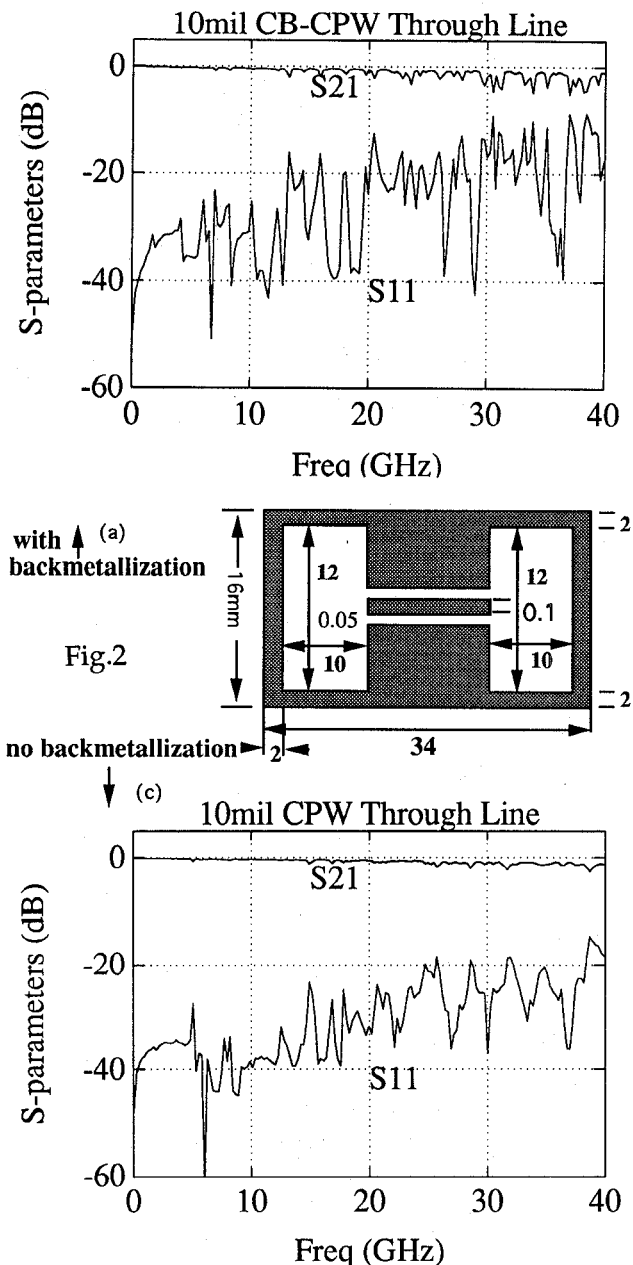 10mil CB-CPW Through Line
S-parameters (dB)
0
-20
-40
-60
S21
S11
0
10
20
30
40
Freq (GHz)
with (a)
backmetallization
Fig.2
16mm
12
0.05
10
12
0.1
10
2
2
34
2
no backmetallization
(c)
10mil CPW Through Line
S-parameters (dB)
0
-20
-40
-60
S21
S11
0
10
20
30
40
Freq (GHz)